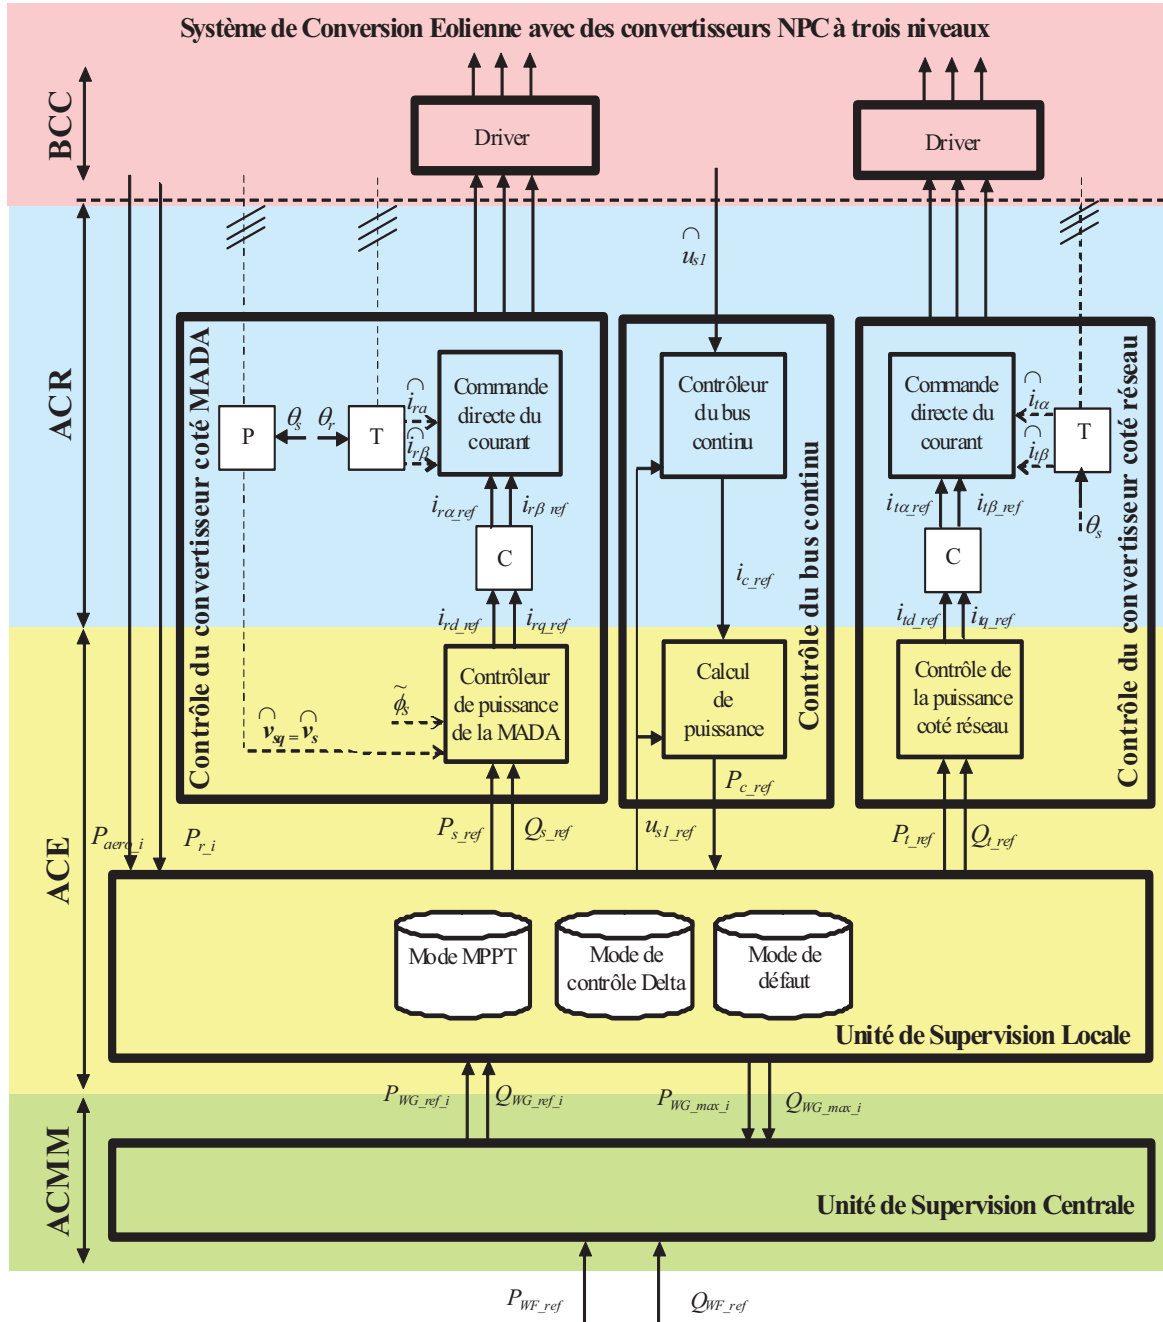 Système de Conversion Eolienne avec des convertisseurs NPC à trois niveaux
BCC
Driver
Driver
ACR
u_s1
Contrôle du convertisseur coté MADA
Commande
directe du
courant
i_ra
i_rβ
P
θ_s
θ_r
T
i_rα_ref
i_rβ ref
C
i_rd_ref
i_rq_ref
Contrôleur
du bus
continu
i_c_ref
Contrôle du bus continu
Commande
directe du
courant
i_tα
i_tβ
T
θ_s
i_tα_ref
i_tβ_ref
C
i_td_ref
i_tq_ref
Contrôle du convertisseur coté réseau
ACE
Contrôleur
de puissance
de la MADA
ϕ̃_s
v_sq = v_s
Calcul
de
puissance
P_c_ref
Contrôle de
la puissance
coté réseau
P_aero_i
P_r_i
P_s_ref
Q_s_ref
u_s1_ref
P_t_ref
Q_t_ref
Mode MPPT
Mode de
contrôle Delta
Mode de
défaut
Unité de Supervision Locale
P_WG_ref_i
Q_WG_ref_i
P_WG_max_i
Q_WG_max_i
ACMM
Unité de Supervision Centrale
P_WF_ref
Q_WF_ref